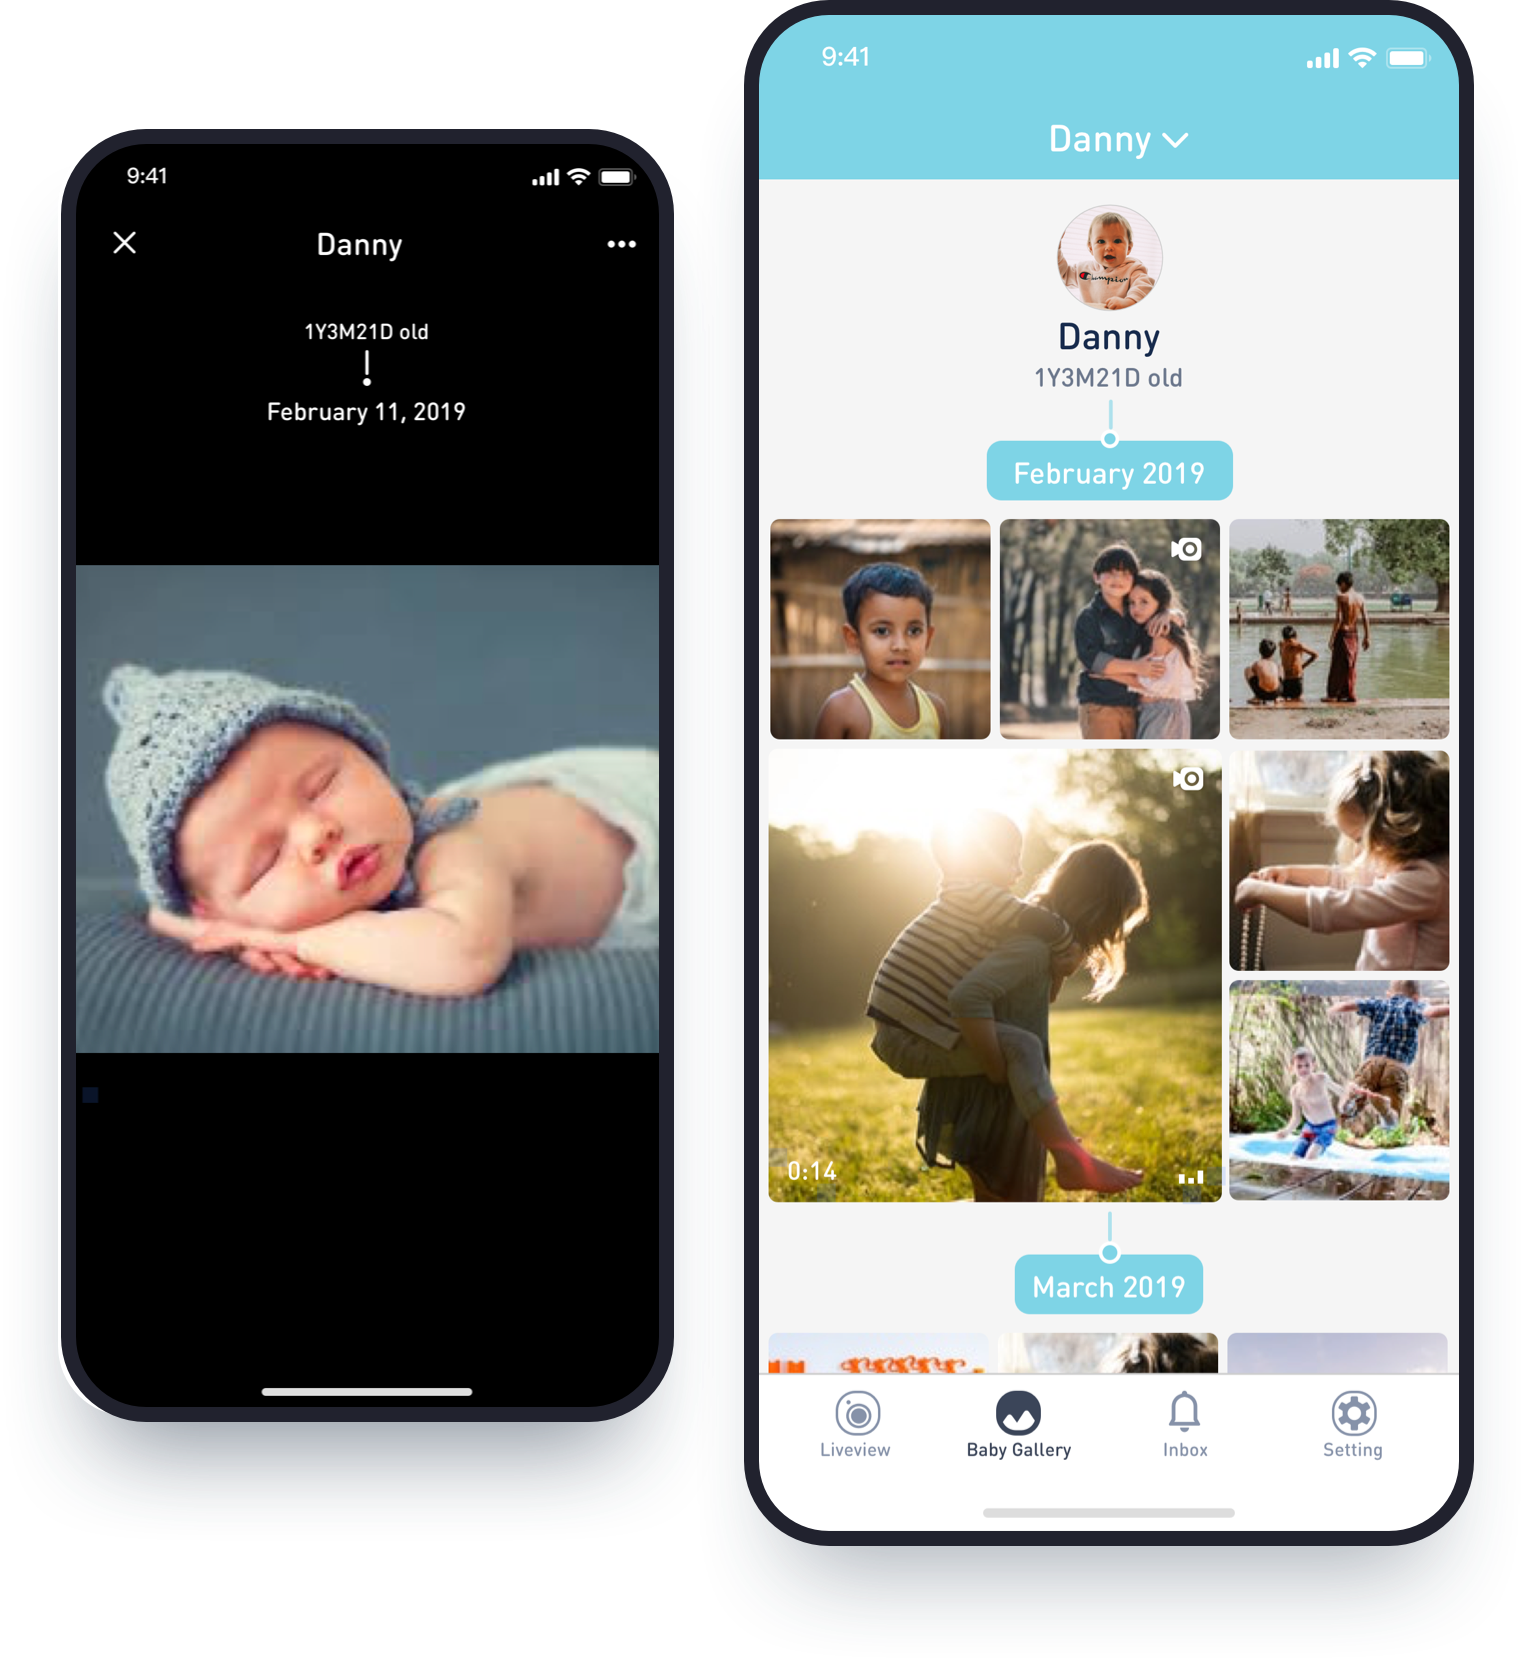 9:41
Danny
1Y3M21D old
February 11, 2019
9:41
Danny
Champion
Danny
1Y3M21D old
February 2019
0:14
March 2019
Liveview
Baby Gallery
Inbox
Setting